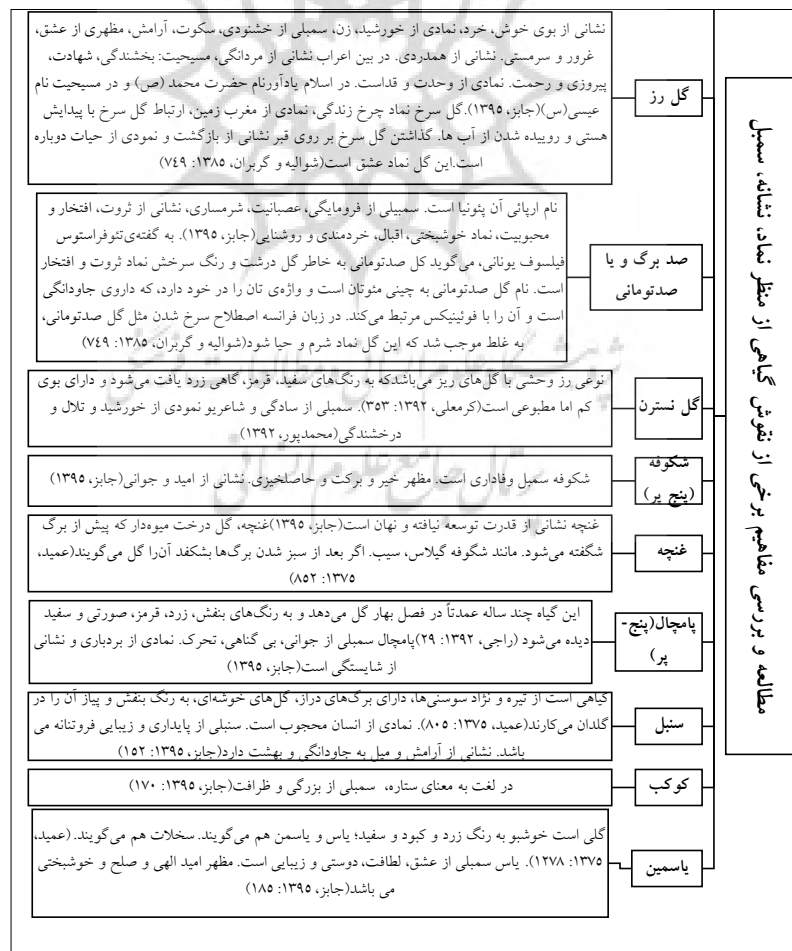 مطالعه و بررسی مفاهیم برخی از نقوش گیاهی از منظر نماد، نشانه، سمبل
گل رز
نشانی از بوی خوش، خرد، نمادی از خورشید، زن، سمبلی از خشنودی، سکوت، آرامش، مظهری از عشق،
غرور و سرمستی. نشانی از همدردی. در بین اعراب نشانی از مردانگی، مسیحیت: بخشندگی، شهادت،
پیروزی و رحمت. نمادی از وحدت و قداست. در اسلام یادآورنام حضرت محمد (ص) و در مسیحیت نام
عیسی(س)(جابز، ۱۳۹۵).گل سرخ نماد چرخ زندگی، نمادی از مغرب زمین، ارتباط گل سرخ با پیدایش
هستی و روییده شدن از آب ها. گذاشتن گل سرخ بر روی قبر نشانی از بازگشت و نمودی از حیات دوباره
است.این گل نماد عشق است(شوالیه و گربران، ۱۳۸۵: ۷٤۹)
صد برگ و یا
صدتومانی
نام اریائی آن پئونیا است. سمبیلی از فرومایگی، عصبانیت، شرمساری، نشانی از ثروت، افتخار و
محبوبیت، نماد خوشبختی، اقبال، خردمندی و روشنایی(جابز، ۱۳۹۵). به گفته‌ی‌تئوفراستوس
فیلسوف یونانی، می گوید کل صدتومانی به خاطر گل درشت و رنگ سرخش نماد ثروت و افتخار
است. نام گل صدتومانی به چینی مئوتان است و واژه‌ی تان را در خود دارد، که داروی جاودانگی
است و آن را با فوئینیکس مرتبط می‌کند. در زبان فرانسه اصطلاح سرخ شدن مثل گل صدتومانی،
به غلط موجب شد که این گل نماد شرم و حیا شود(شوالیه و گربران، ۱۳۸۵: ۷٤۹)
گل نسترن
نوعی رز وحشی با گل‌های ریز می‌باشدکه به رنگ‌های سفید، قرمز، گاهی زرد یافت می‌شود و دارای بوی
کم اما مطبوعی است(کرمعلی، ۱۳۹۲: ۳۵۳). سمبلی از سادگی و شاعریو نمودی از خورشید و تلال و
درخشندگی(محمدپور، ۱۳۹۲)
شکوفه
(پنج پر)
شکوفه سمبل وفاداری است. مظهر خیر و برکت و حاصلخیزی. نشانی از امید و جوانی(جابز، ۱۳۹۵)
غنچه
غنچه نشانی از قدرت توسعه نیافته و نهان است(جابز، ۱۳۹۵)غنچه، گل درخت میوه‌دار که پیش از برگ
شگفته می‌شود. مانند شگوفه گیلاس، سیب. اگر بعد از سبز شدن برگ‌ها بشکفد آن‌را گل می‌گویند(عمید،
۱۳۷۵: ۸۵۲)
پامچال(پنج-
پر)
این گیاه چند ساله عمدتاً در فصل بهار گل می‌دهد و به رنگ‌های بنفش، زرد، قرمز، صورتی و سفید
دیده می‌شود (راجی، ۱۳۹۲: ۲۹)پامچال سمبلی از جوانی، بی گناهی، تحرک. نمادی از بردباری و نشانی
از شایستگی است(جابز، ۱۳۹۵)
سنبل
گیاهی است از تیره و نژاد سوسنی‌ها، دارای برگ‌های دراز، گل‌های خوشه‌ای، به رنگ بنفش و پیاز آن را در
گلدان می‌کارند(عمید، ۱۳۷۵: ۸۰۵). نمادی از انسان محجوب است. سنبلی از پایداری و زیبایی فروتنانه می
باشد. نشانی از آرامش و میل به جاودانگی و بهشت دارد(جابز، ۱۳۹۵: ۱۵۲)
کوکب
در لغت به معنای ستاره، سمبلی از بزرگی و ظرافت(جابز، ۱۳۹۵: ۱۷۰)
یاسمین
گلی است خوشبو به رنگ زرد و کبود و سفید؛ یاس و یاسمن هم می گویند. سخلات هم می‌گویند. (عمید،
۱۳۷۵: ۱۲۷۸). یاس سمبلی از عشق، لطافت، دوستی و زیبایی است. مظهر امید الهی و صلح و خوشبختی
می باشد(جابز، ۱۳۹۵: ۱۸۵)
پژوهشگاه علوم انسانی و مطالعات فرهنگی
پرتال جامع علوم انسانی